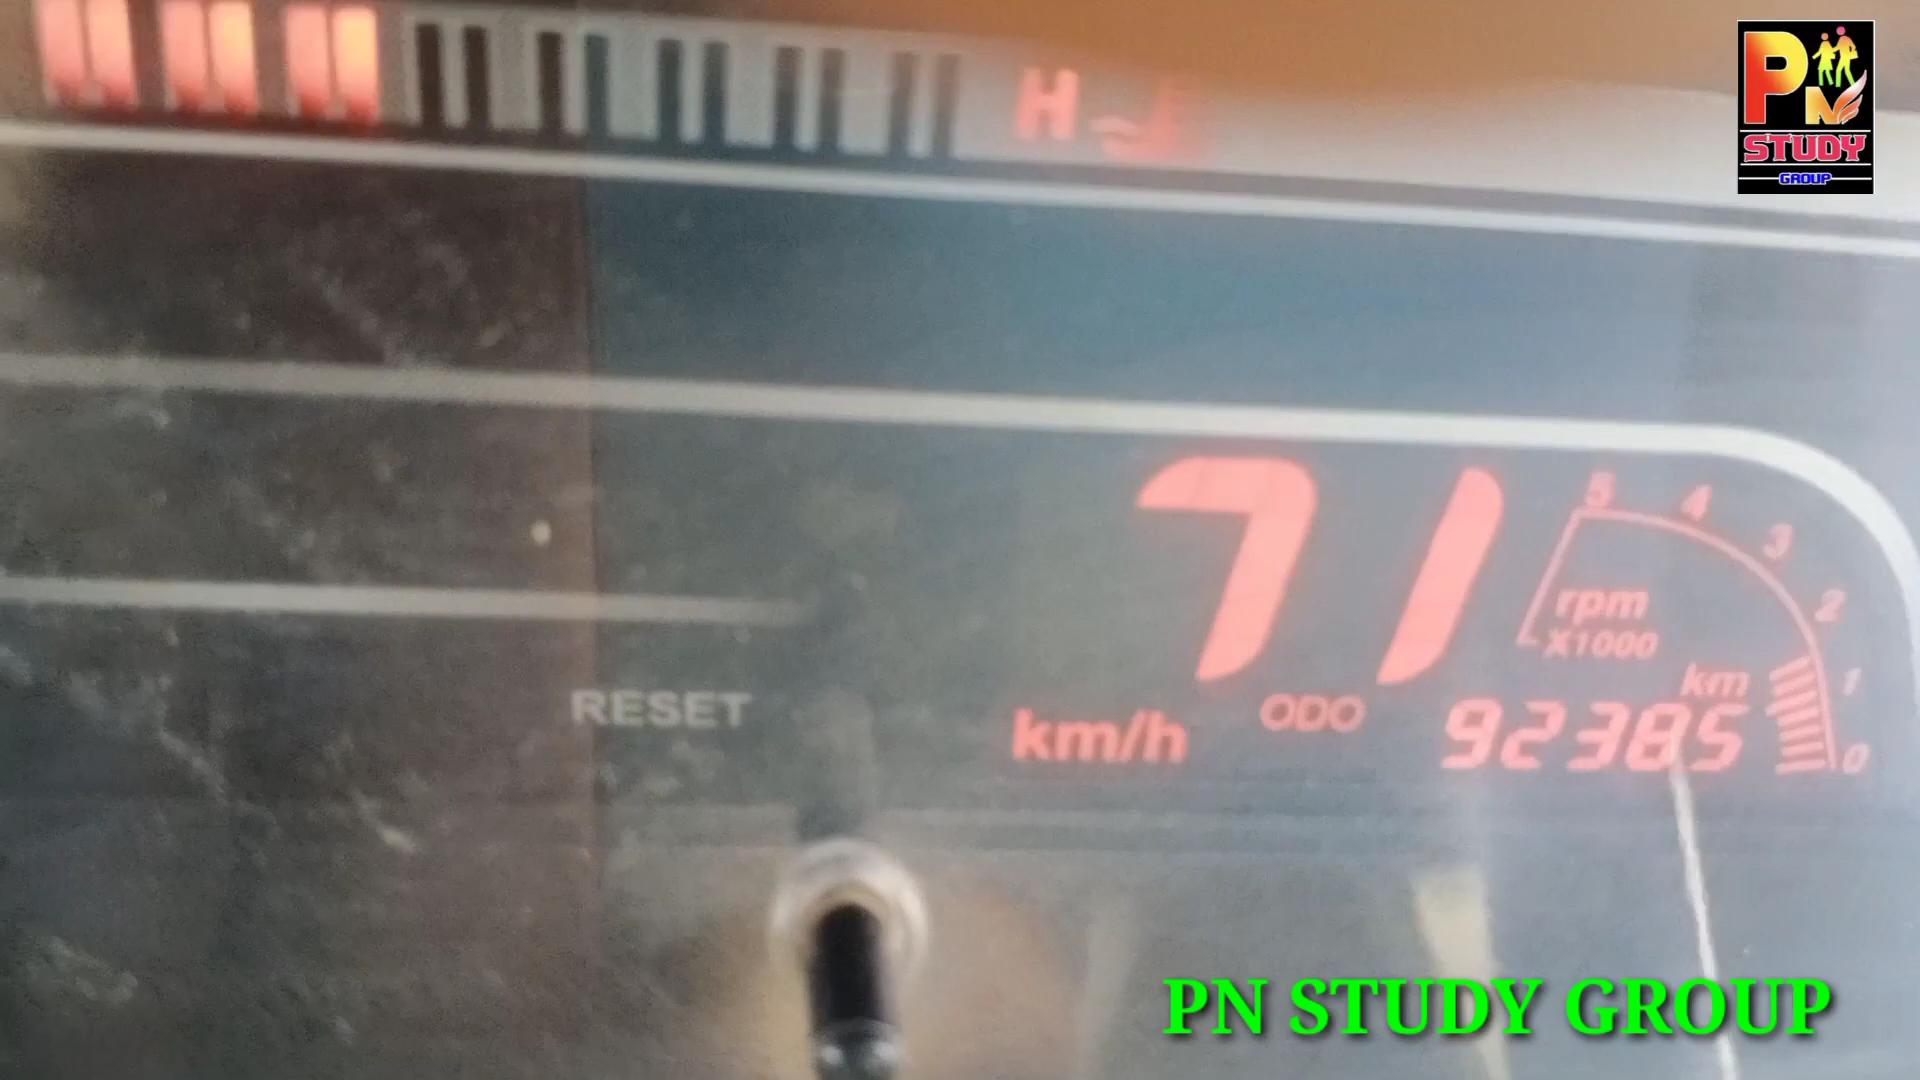 H
PN
STUDY
GROUP
71
5
4
3
2
1
0
rpm
X1000
km
RESET
km/h
ODO
92385
PN STUDY GROUP